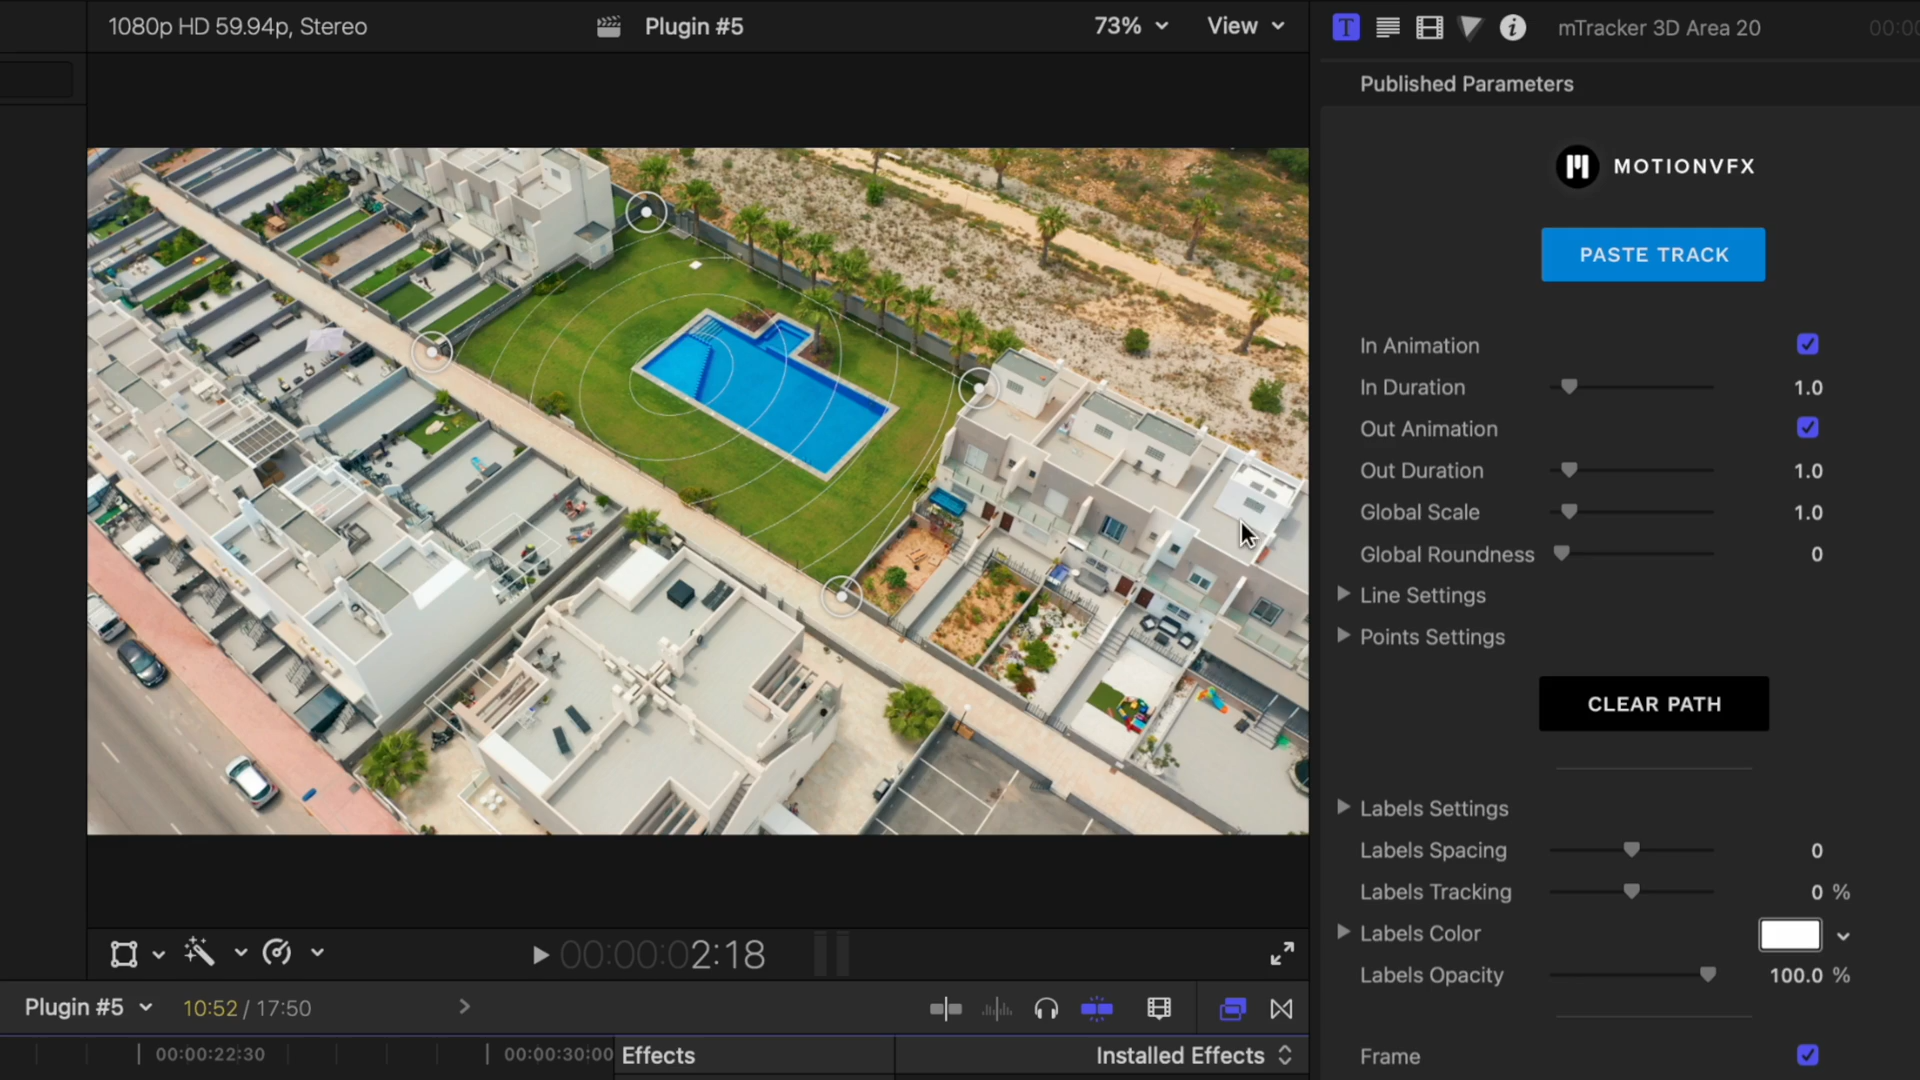 1080p HD 59.94p, Stereo
Plugin #5
73%
View
T
i
mTracker 3D Area 20
00:00
Published Parameters
MOTIONVFX
PASTE TRACK
In Animation
In Duration
1.0
Out Animation
Out Duration
1.0
Global Scale
1.0
Global Roundness
0
Line Settings
Points Settings
CLEAR PATH
Labels Settings
Labels Spacing
0
Labels Tracking
0 %
Labels Color
Labels Opacity
100.0 %
Frame
00:00:02:18
Plugin #5
10:52 / 17:50
00:00:22:30
00:00:30:00
Effects
Installed Effects